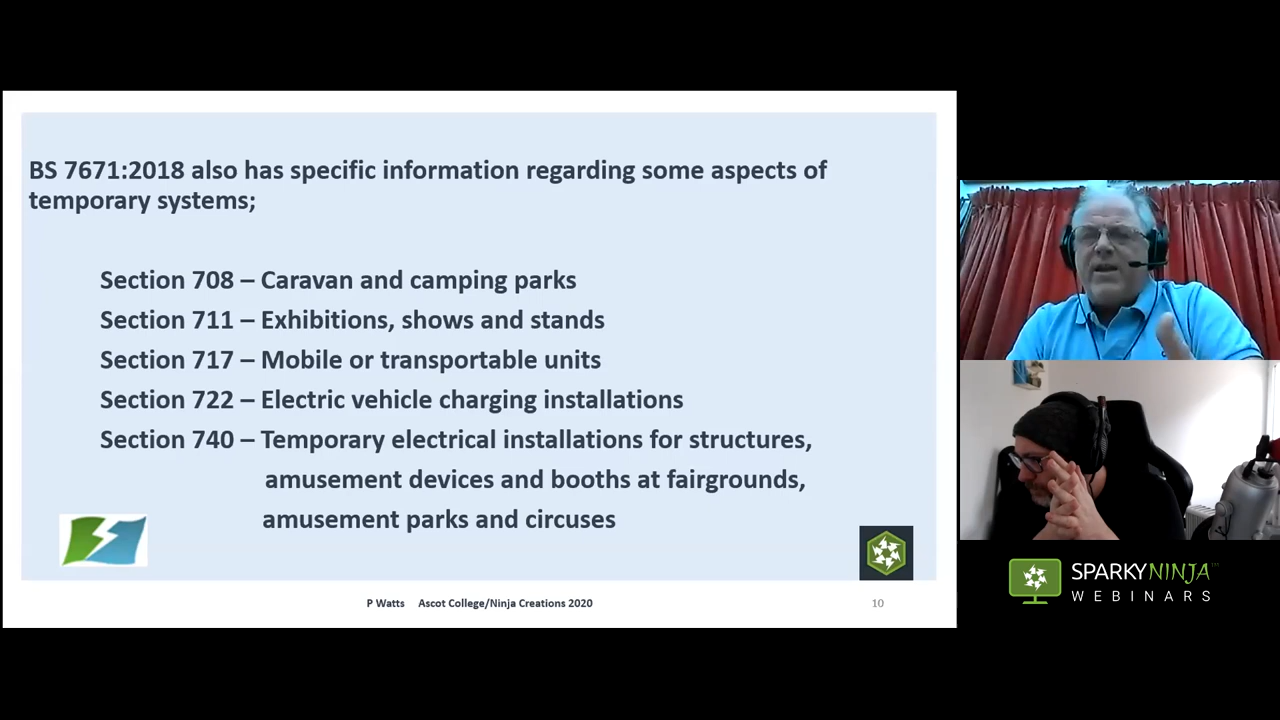 BS 7671:2018 also has specific information regarding some aspects of
temporary systems;
Section 708 – Caravan and camping parks
Section 711 – Exhibitions, shows and stands
Section 717 – Mobile or transportable units
Section 722 – Electric vehicle charging installations
Section 740 – Temporary electrical installations for structures,
amusement devices and booths at fairgrounds,
amusement parks and circuses
P Watts Ascot College/Ninja Creations 2020
10
SPARKYNINJA™
WEBINARS